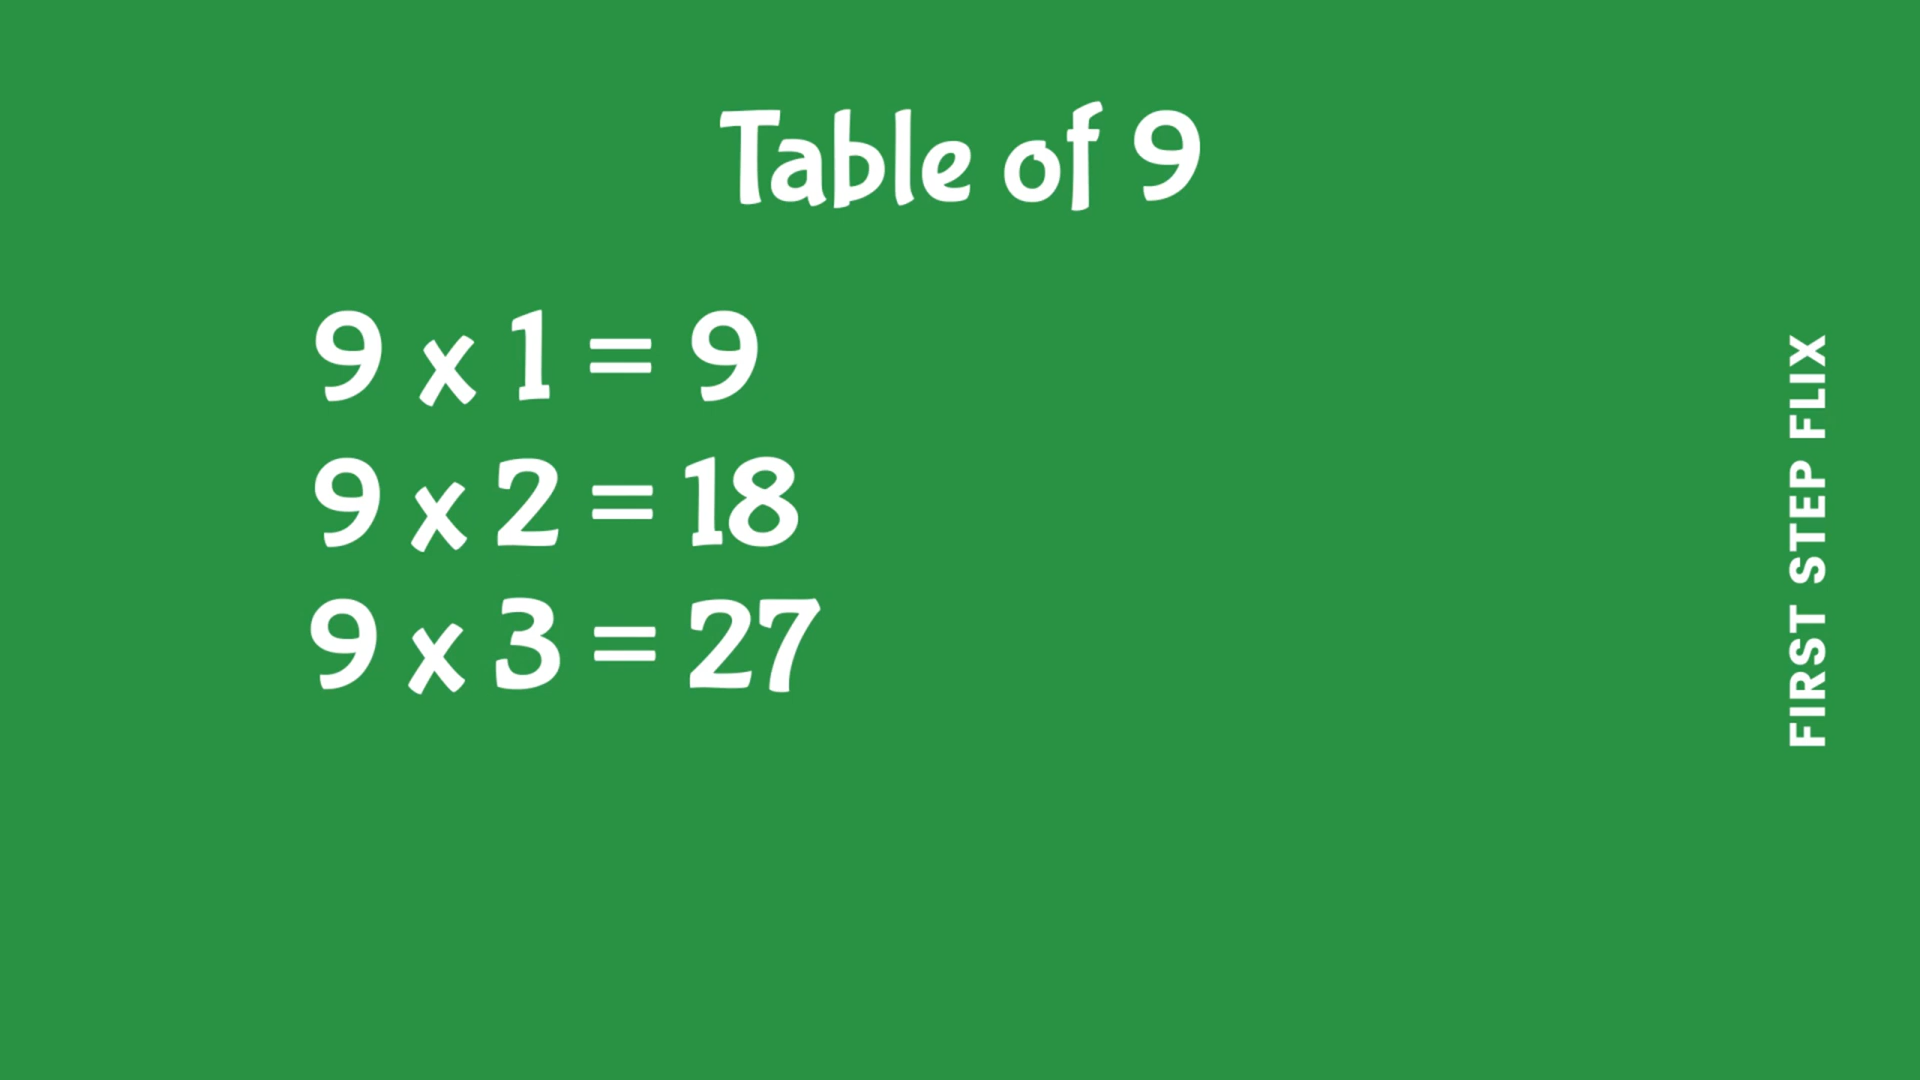 Table of 9
9 x 1 = 9
9 x 2 = 18
9 x 3 = 27
FIRST STEP FLIX